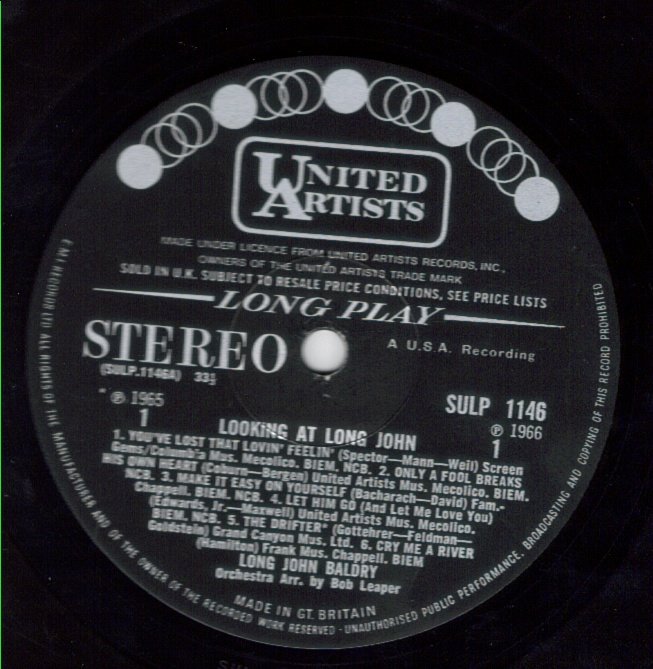 UNITED
ARTISTS
MADE UNDER LICENCE FROM UNITED ARTISTS RECORDS, INC.,
OWNERS OF THE UNITED ARTISTS TRADE MARK
SOLD IN U.K. SUBJECT TO RESALE PRICE CONDITIONS, SEE PRICE LISTS
LONG PLAY
STEREO
A U.S.A. Recording
(SULP.1146A) 33⅓
SULP 1146
* ℗ 1965
℗ 1966
1
1
LOOKING AT LONG JOHN
1. YOU'VE LOST THAT LOVIN' FEELIN' (Spector—Mann—Weil) Screen
Gems/Columb'a Mus. Mecolico. BIEM. NCB. 2. ONLY A FOOL BREAKS
HIS OWN HEART (Coburn—Bergen) United Artists Mus. Mecolico. BIEM.
NCB. 3. MAKE IT EASY ON YOURSELF (Bacharach—David) Fam.-
Chappell. BIEM. NCB. 4. LET HIM GO (And Let Me Love You)
(Edwards, Jr.—Maxwell) United Artists Mus. Mecolico.
BIEM. NCB. 5. THE DRIFTER* (Gottehrer—Feldman—
Goldstein) Grand Canyon Mus. Ltd. 6. CRY ME A RIVER
(Hamilton) Frank Mus. Chappell. BIEM
LONG JOHN BALDRY
Orchestra Arr. by Bob Leaper
MADE IN GT. BRITAIN
E.M.I. RECORDS LTD ALL RIGHTS OF THE MANUFACTURER AND OF THE OWNER OF THE RECORDED WORK RESERVED - UNAUTHORISED PUBLIC PERFORMANCE, BROADCASTING AND COPYING OF THIS RECORD PROHIBITED